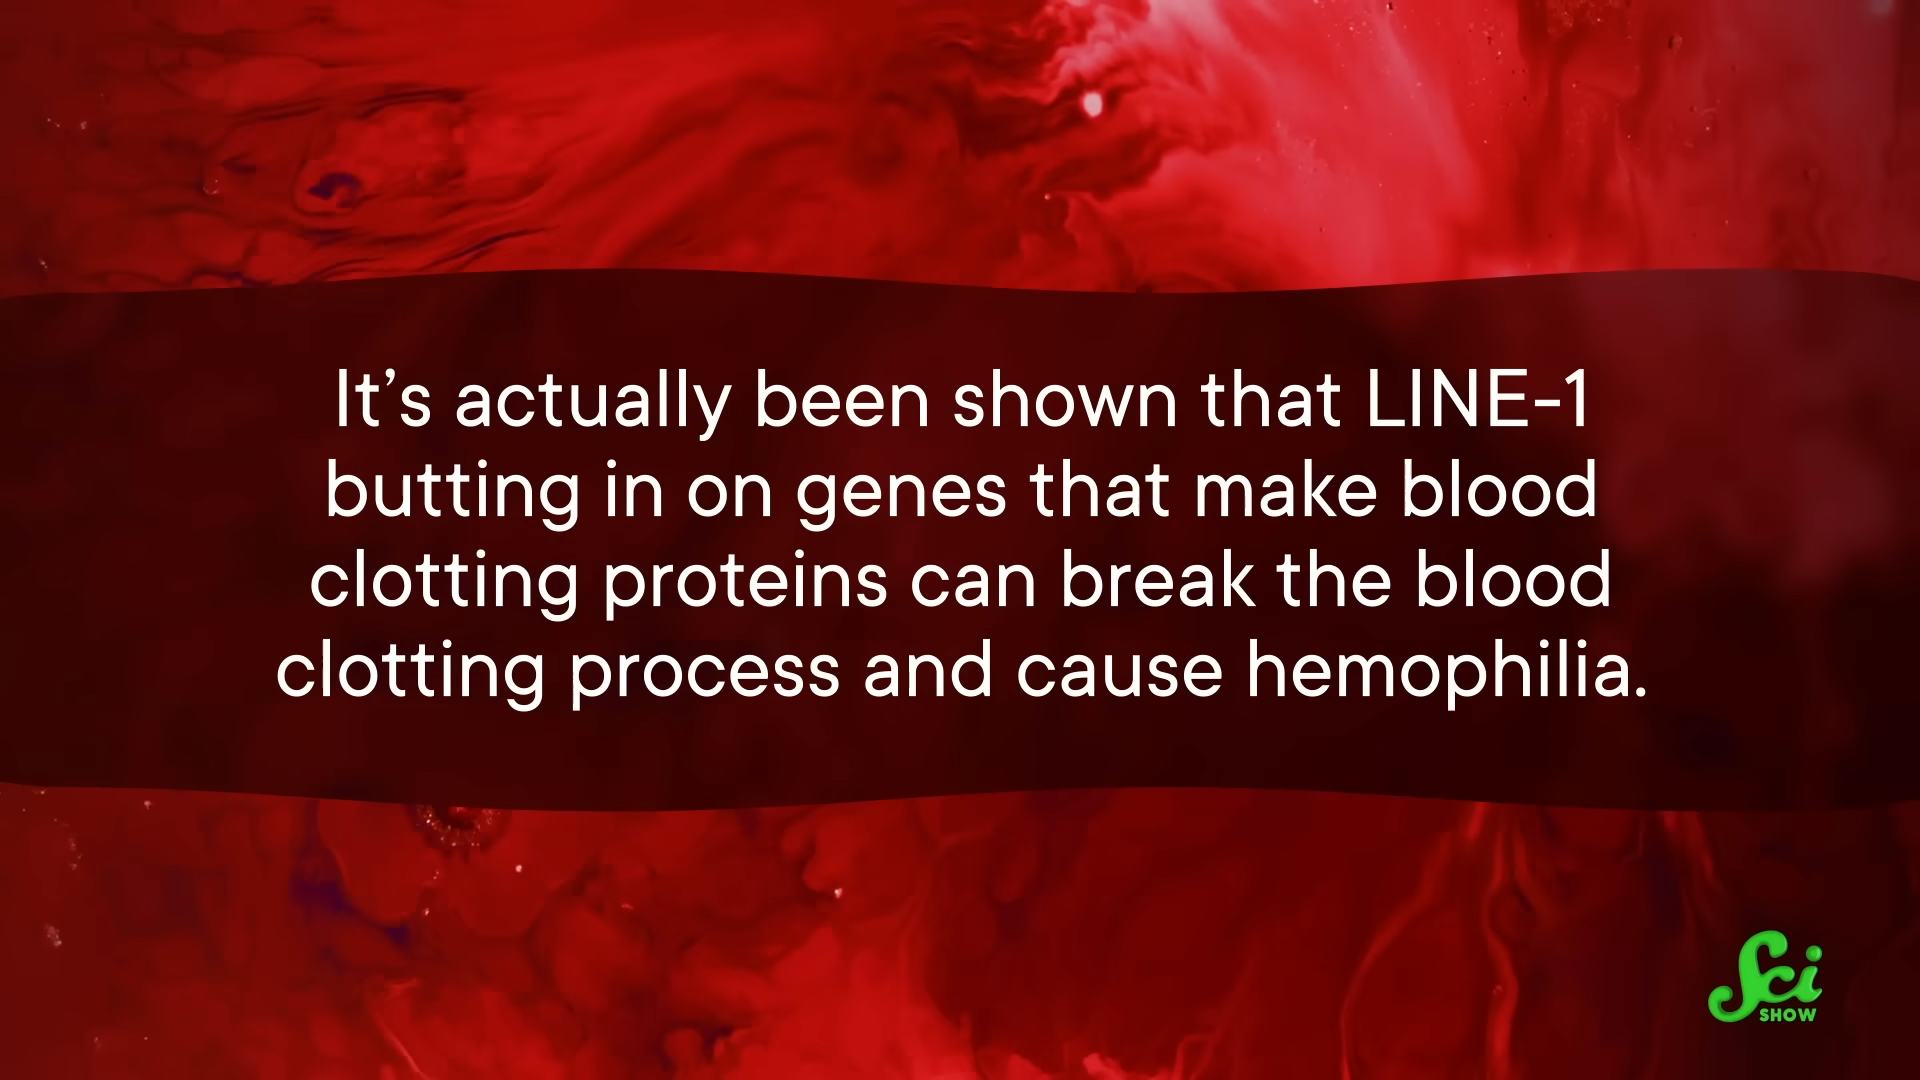 It’s actually been shown that LINE-1
butting in on genes that make blood
clotting proteins can break the blood
clotting process and cause hemophilia.
Sci
SHOW